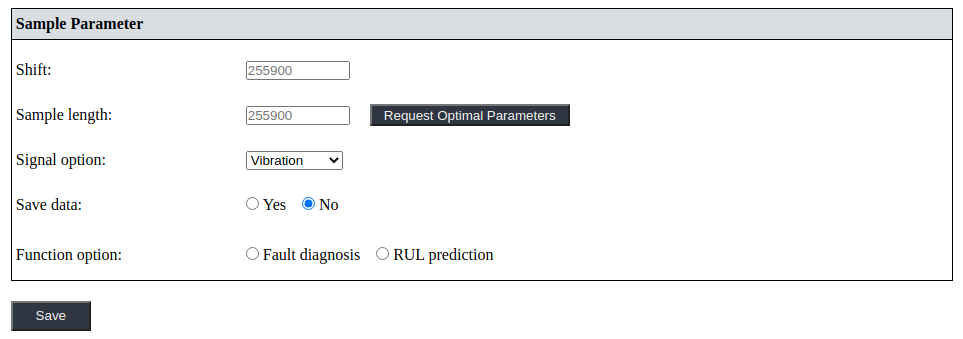 Sample Parameter
Shift: 255900
Sample length: 255900 Request Optimal Parameters
Signal option: Vibration
Save data: Yes No
Function option: Fault diagnosis RUL prediction
Save